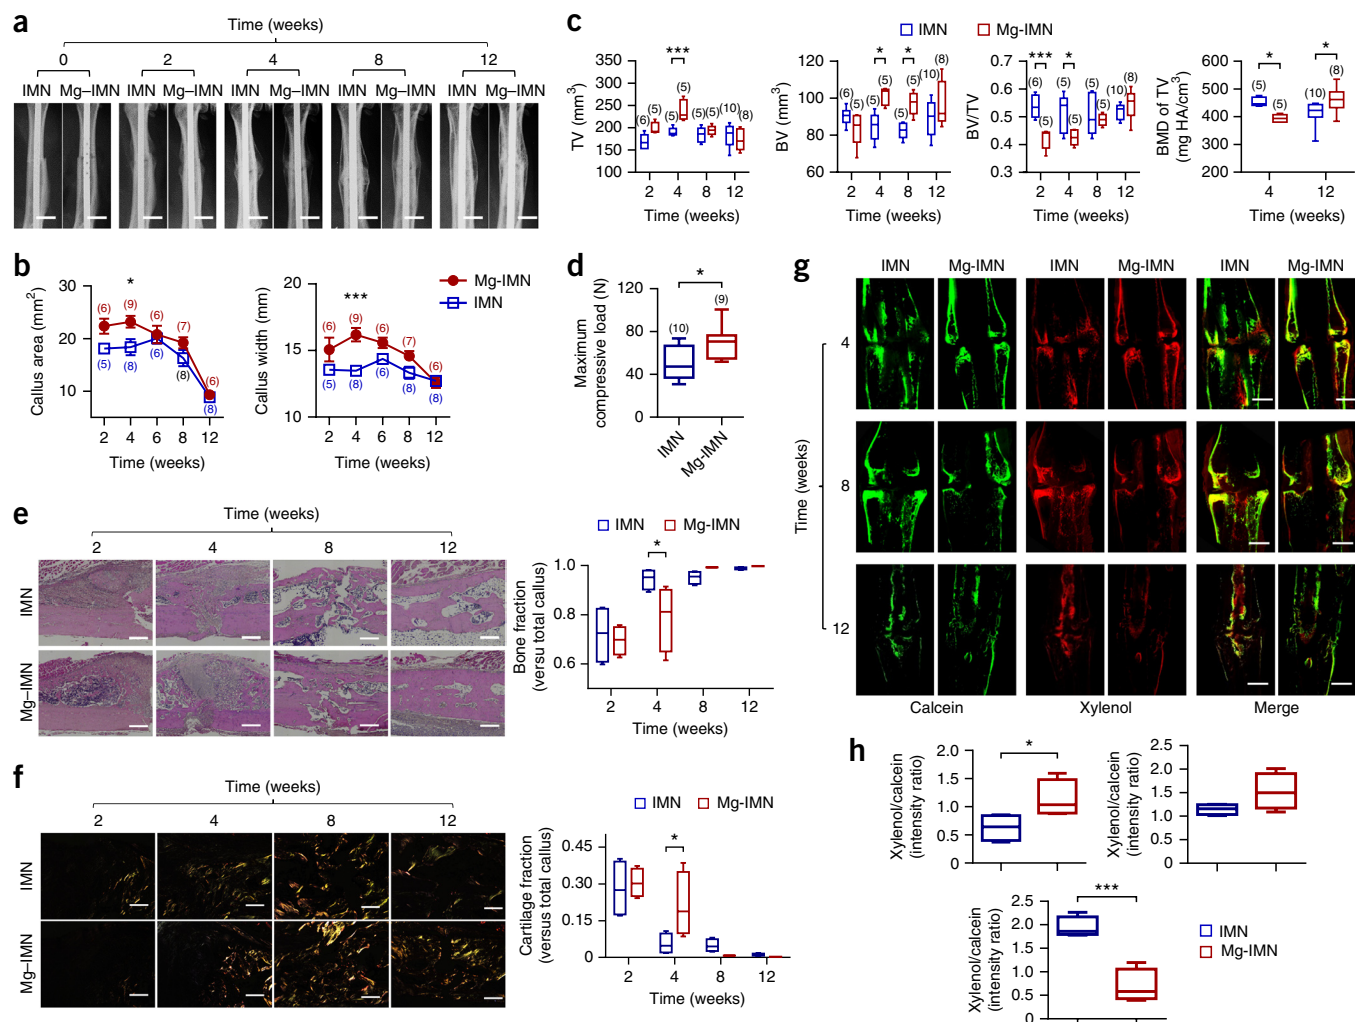 a
Time (weeks)
0 2 4 8 12
IMN Mg–IMN IMN Mg–IMN IMN Mg–IMN IMN Mg–IMN IMN Mg–IMN
b
Callus area (mm²)
30
20
10
*
(6) (9) (6) (7) (6)
(5) (8) (6) (8) (8)
2 4 6 8 12
Time (weeks)
Callus width (mm)
20
15
10
***
(6) (9) (6) (7) (6)
(5) (8) (6) (8) (8)
2 4 6 8 12
Time (weeks)
Mg-IMN
IMN
c
IMN Mg-IMN
TV (mm³)
350
300
250
200
150
100
***
(6) (5) (5) (5) (5) (5) (10) (8)
2 4 8 12
Time (weeks)
BV (mm³)
120
100
80
60
* *
(6) (5) (5) (5) (5) (5) (10) (8)
2 4 8 12
Time (weeks)
BV/TV
0.7
0.6
0.5
0.4
0.3
*** *
(6) (5) (5) (5) (5) (5) (10) (8)
2 4 8 12
Time (weeks)
BMD of TV
(mg HA/cm³)
600
500
400
300
200
* *
(5) (5) (10) (8)
4 12
Time (weeks)
d
Maximum
compressive load (N)
120
80
40
0
*
(10) (9)
IMN Mg-IMN
e
Time (weeks)
2 4 8 12
IMN
Mg–IMN
IMN Mg-IMN
Bone fraction
(versu total callus)
1.0
0.8
0.6
*
2 4 8 12
Time (weeks)
f
Time (weeks)
2 4 8 12
IMN
Mg–IMN
IMN Mg-IMN
Cartilage fraction
(versus total callus)
0.45
0.30
0.15
0
*
2 4 8 12
Time (weeks)
g
IMN Mg-IMN IMN Mg-IMN IMN Mg-IMN
Time (weeks)
4
8
12
Calcein Xylenol Merge
h
Xylenol/calcein
(intensity ratio)
2.0
1.5
1.0
0.5
0
*
Xylenol/calcein
(intensity ratio)
2.5
2.0
1.5
1.0
0.5
0
Xylenol/calcein
(intensity ratio)
2.5
2.0
1.5
1.0
0.5
0
***
IMN
Mg-IMN